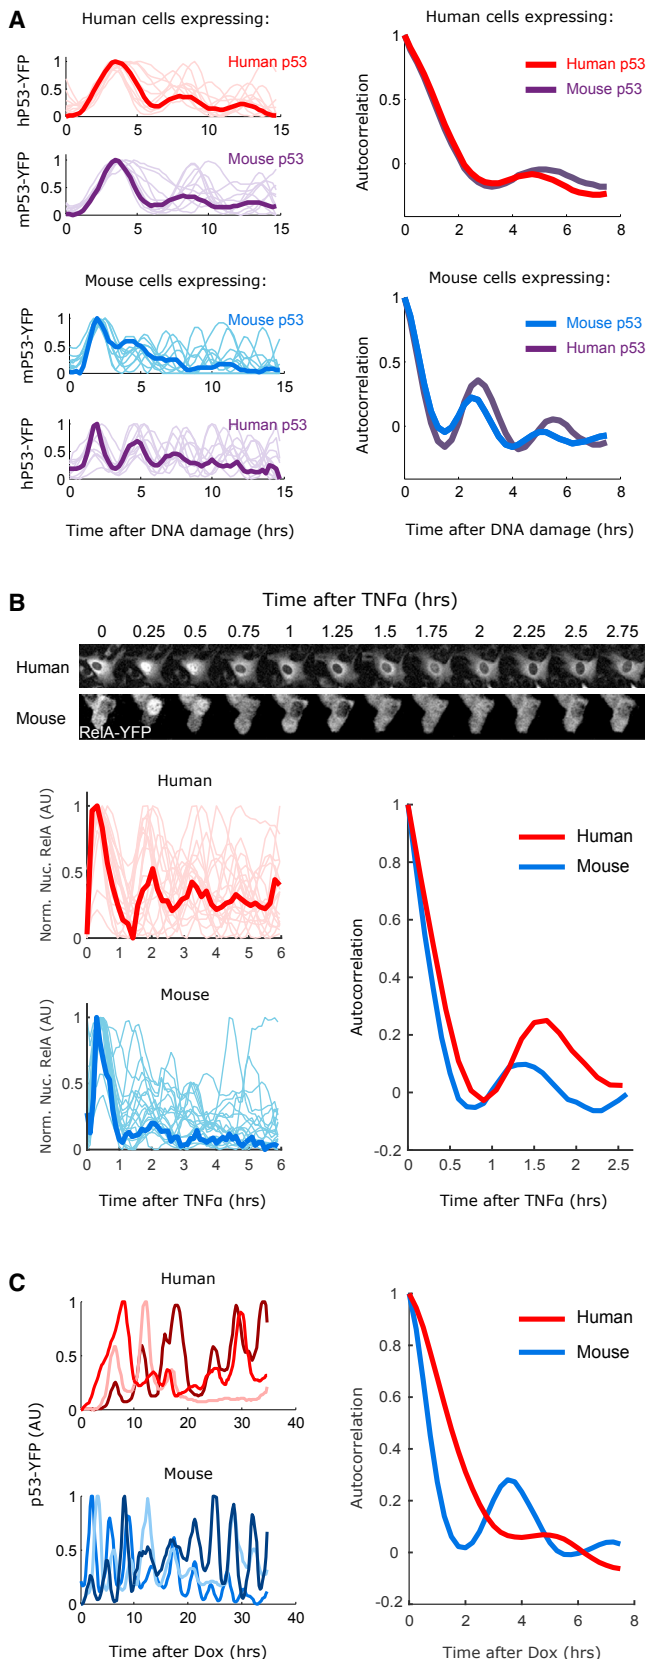 A
Human cells expressing:
Human cells expressing:
hP53-YFP
1
0.5
0
Human p53
0 5 10 15
mP53-YFP
1
0.5
0
Mouse p53
0 5 10 15
Autocorrelation
1
0.5
0
Human p53
Mouse p53
0 2 4 6 8
Mouse cells expressing:
Mouse cells expressing:
mP53-YFP
1
0.5
0
Mouse p53
0 5 10 15
hP53-YFP
1
0.5
0
Human p53
0 5 10 15
Time after DNA damage (hrs)
Autocorrelation
1
0.5
0
Mouse p53
Human p53
0 2 4 6 8
Time after DNA damage (hrs)
B
Time after TNFɑ (hrs)
0 0.25 0.5 0.75 1 1.25 1.5 1.75 2 2.25 2.5 2.75
Human
Mouse
RelA-YFP
Human
Norm. Nuc. RelA (AU)
1
0.5
0
0 1 2 3 4 5 6
Mouse
Norm. Nuc. RelA (AU)
1
0.5
0
0 1 2 3 4 5 6
Time after TNFɑ (hrs)
Autocorrelation
1
0.8
0.6
0.4
0.2
0
-0.2
Human
Mouse
0 0.5 1 1.5 2 2.5
Time after TNFɑ (hrs)
C
Human
p53-YFP (AU)
1
0.5
0
0 10 20 30 40
Mouse
1
0.5
0
0 10 20 30 40
Time after Dox (hrs)
Autocorrelation
1
0.8
0.6
0.4
0.2
0
-0.2
Human
Mouse
0 2 4 6 8
Time after Dox (hrs)